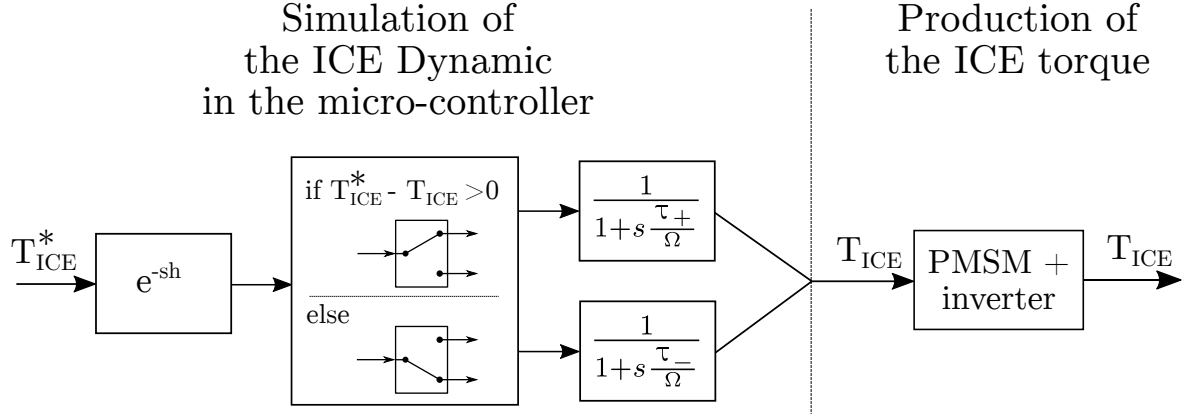 Simulation of
the ICE Dynamic
in the micro-controller
Production of
the ICE torque
T*ICE
e-sh
if T*ICE - TICE >0
else
1
1+s τ+
Ω
1
1+s τ−
Ω
TICE
PMSM +
inverter
TICE